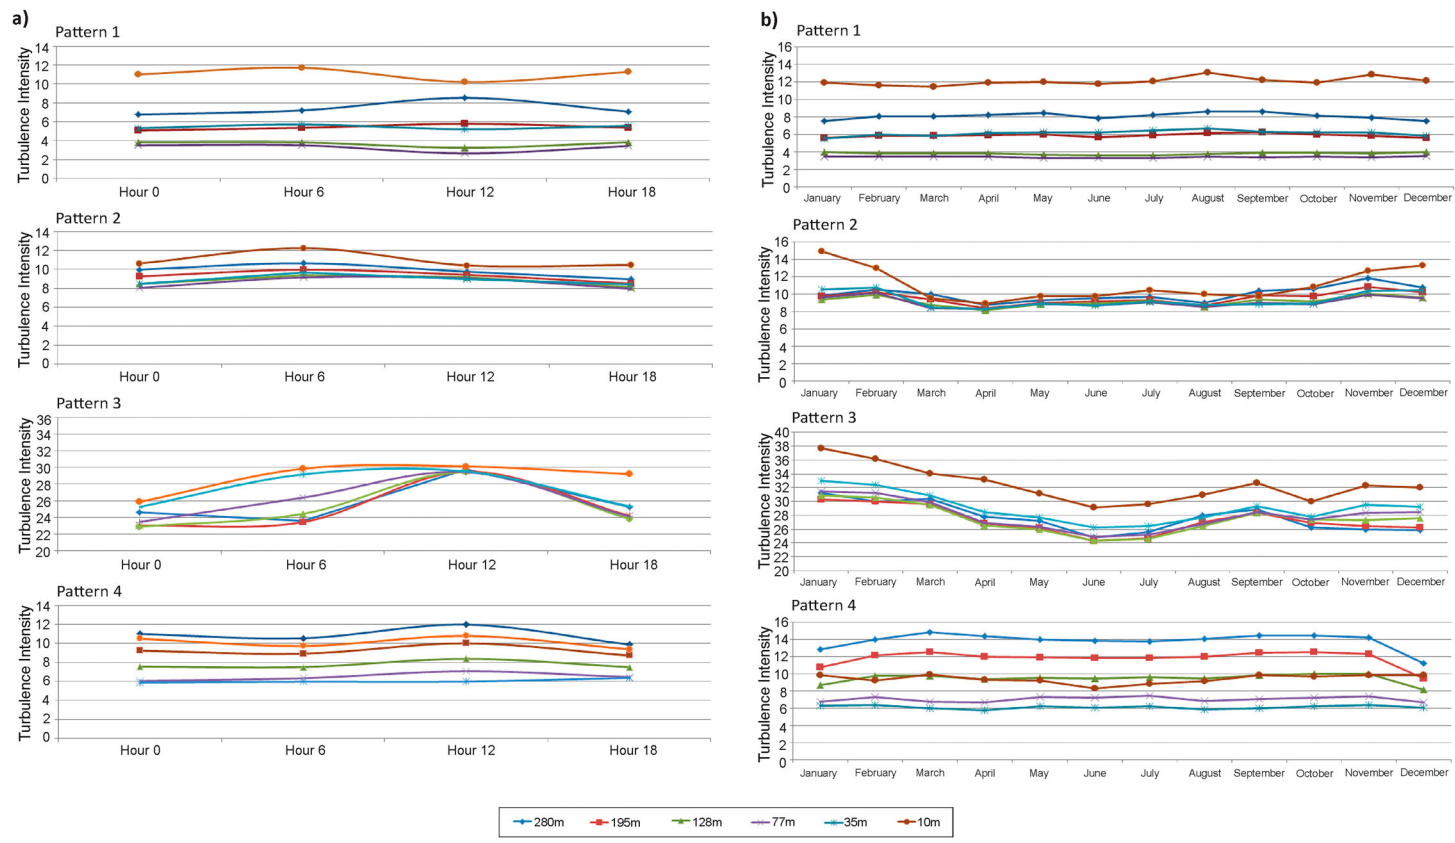 a)
Pattern 1
Turbulence Intensity
14
12
10
8
6
4
2
0
Hour 0 Hour 6 Hour 12 Hour 18
Pattern 2
Turbulence Intensity
14
12
10
8
6
4
2
0
Hour 0 Hour 6 Hour 12 Hour 18
Pattern 3
Turbulence Intensity
36
34
32
30
28
26
24
22
20
Hour 0 Hour 6 Hour 12 Hour 18
Pattern 4
Turbulence Intensity
14
12
10
8
6
4
2
0
Hour 0 Hour 6 Hour 12 Hour 18
b)
Pattern 1
Turbulence Intensity
16
14
12
10
8
6
4
2
0
January February March April May June July August September October November December
Pattern 2
Turbulence Intensity
16
14
12
10
8
6
4
2
0
January February March April May June July August September October November December
Pattern 3
Turbulence Intensity
40
38
36
34
32
30
28
26
24
22
20
January February March April May June July August September October November December
Pattern 4
Turbulence Intensity
16
14
12
10
8
6
4
2
0
January February March April May June July August September October November December
280m 195m 128m 77m 35m 10m